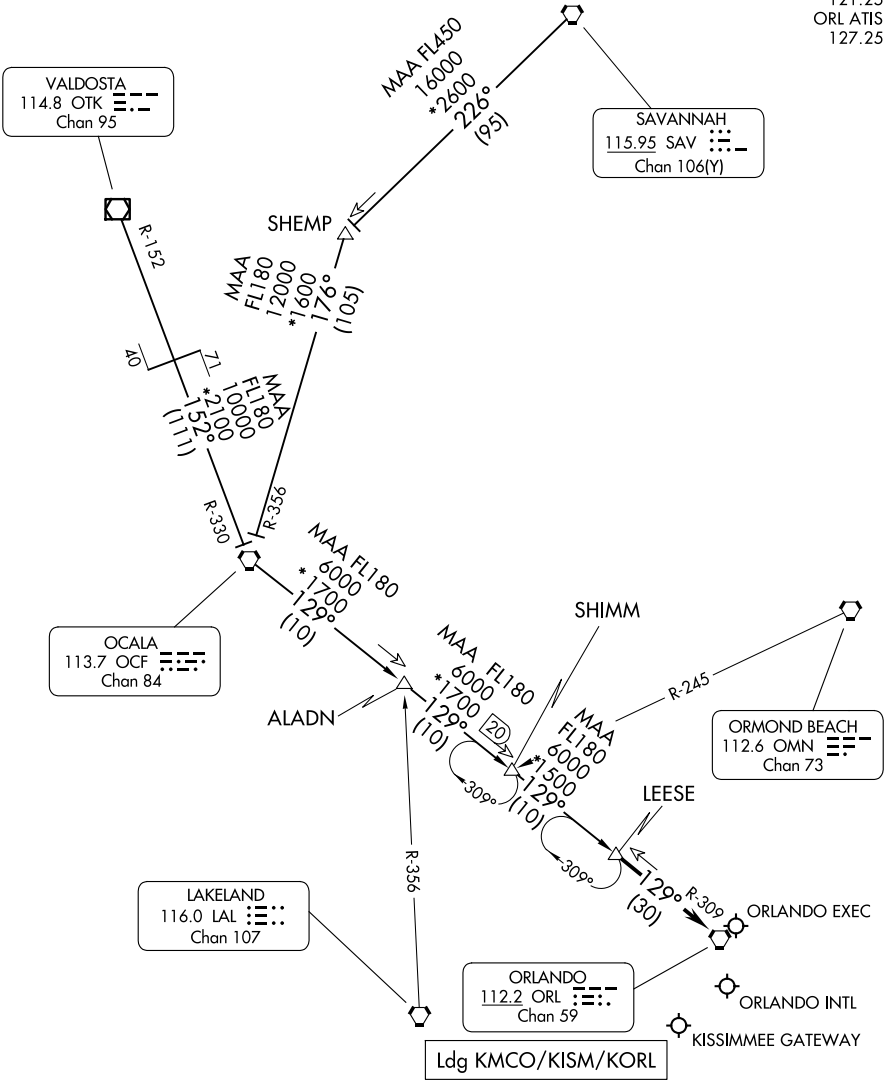 121.25
ORL ATIS
127.25
MAA FL450
16000
*2600
226°
(95)
VALDOSTA
114.8 OTK
Chan 95
SAVANNAH
115.95 SAV
Chan 106(Y)
SHEMP
R-152
MAA
FL180
12000
*1600
176°
(105)
40
71
MAA
FL180
10000
*2100
152°
(111)
R-330
R-356
MAA FL180
6000
*1700
129°
(10)
OCALA
113.7 OCF
Chan 84
SHIMM
MAA FL180
6000
*1700
129°
(10)
20
R-245
ALADN
ORMOND BEACH
112.6 OMN
Chan 73
MAA
FL180
6000
*1500
129°
(10)
309°
LEESE
309°
R-356
129°
(30)
R-309
LAKELAND
116.0 LAL
Chan 107
ORLANDO EXEC
ORLANDO
112.2 ORL
Chan 59
ORLANDO INTL
KISSIMMEE GATEWAY
Ldg KMCO/KISM/KORL